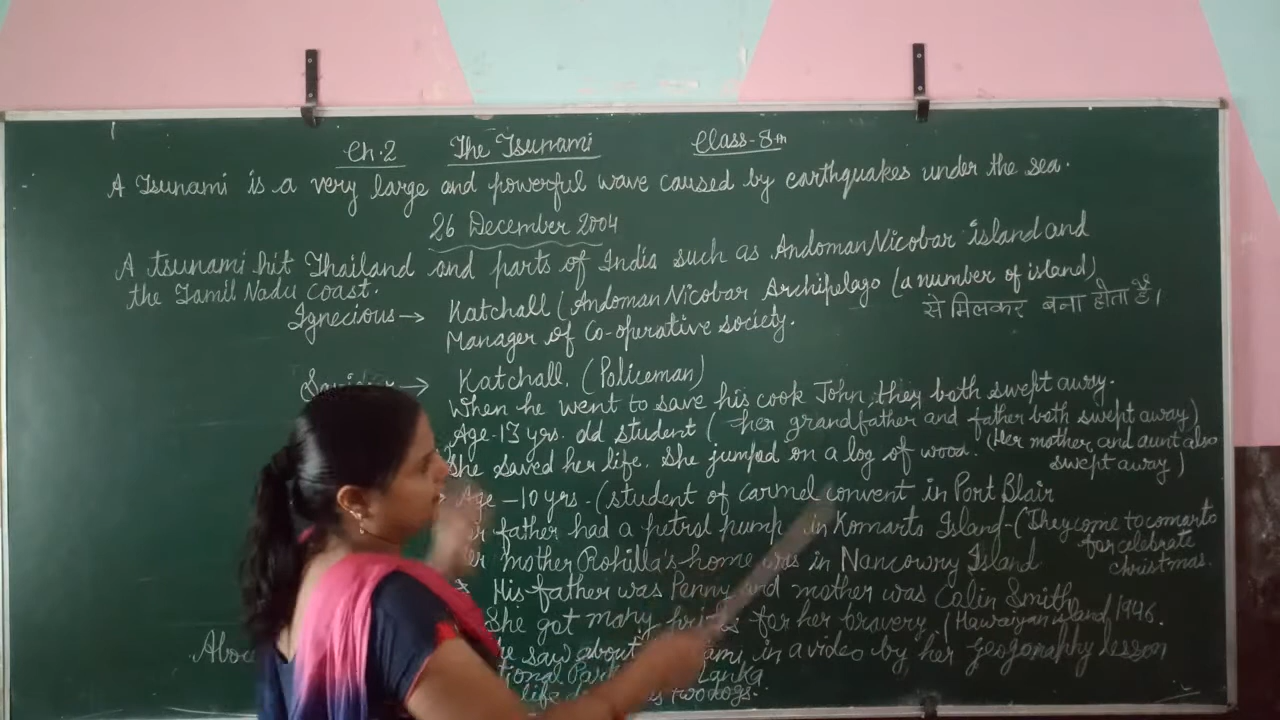 Ch.2 The Tsunami Class-8th
A Tsunami is a very large and powerful wave caused by earthquakes under the sea.
26 December 2004
A tsunami hit Thailand and parts of India such as Andoman Nicobar island and
the Tamil Nadu coast.
Ignecious → Katchall (Andoman Nicobar Archipelago (a number of island)
से मिलकर बना होता है।
Manager of Co-operative society.
→ Katchall. (Policeman)
When he went to save his cook John, they both swept away.
Age-13 yrs. old student ( her grandfather and father both swept away)
She saved her life. She jumped on a log of wood. (Her mother and aunt also
swept away)
Age - 10 yrs - (student of carmel convent in Port Blair
father had a petrol pump in Komarts Island - (They come to comarts
for celebrate
christmas.
mother Rohilla's home was in Nancowry Island
His father was Penny and mother was Colin Smith
She got many for her bravery. (Hawaiyan island 1946.
saw about in a video by her geography lesson
life two dogs.